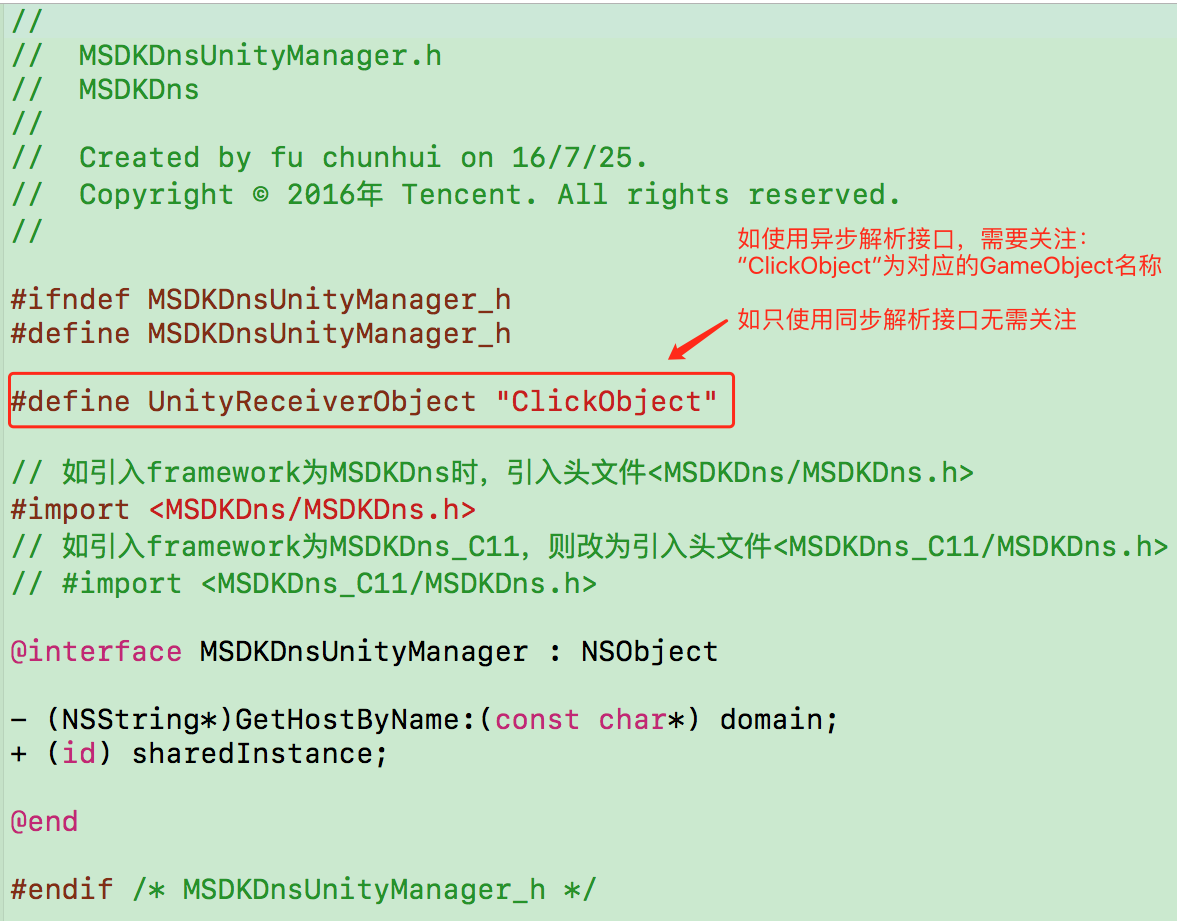 //
//  MSDKDnsUnityManager.h
//  MSDKDns
//
//  Created by fu chunhui on 16/7/25.
//  Copyright © 2016年 Tencent. All rights reserved.
//
如使用异步解析接口，需要关注：
“ClickObject”为对应的GameObject名称
#ifndef MSDKDnsUnityManager_h
如只使用同步解析接口无需关注
#define MSDKDnsUnityManager_h
#define UnityReceiverObject "ClickObject"
// 如引入framework为MSDKDns时，引入头文件<MSDKDns/MSDKDns.h>
#import <MSDKDns/MSDKDns.h>
// 如引入framework为MSDKDns_C11，则改为引入头文件<MSDKDns_C11/MSDKDns.h>
// #import <MSDKDns_C11/MSDKDns.h>
@interface MSDKDnsUnityManager : NSObject
- (NSString*)GetHostByName:(const char*) domain;
+ (id) sharedInstance;
@end
#endif /* MSDKDnsUnityManager_h */